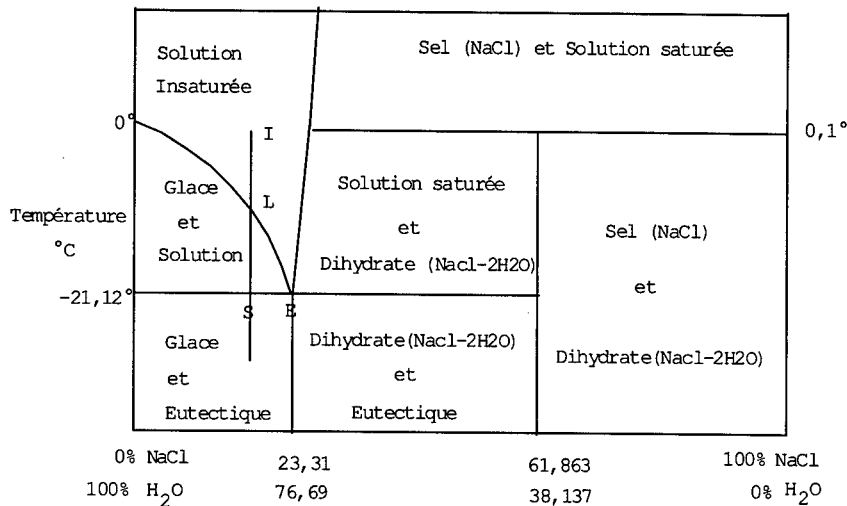 Solution
Insaturée
Sel (NaCl) et Solution saturée
0°
I
0,1°
Glace
et
Solution
L
Solution saturée
et
Dihydrate (Nacl-2H2O)
Sel (NaCl)
et
Dihydrate(Nacl-2H2O)
Température
°C
-21,12°
S
E
Glace
et
Eutectique
Dihydrate(Nacl-2H2O)
et
Eutectique
0% NaCl 23,31 61,863 100% NaCl
100% H2O 76,69 38,137 0% H2O